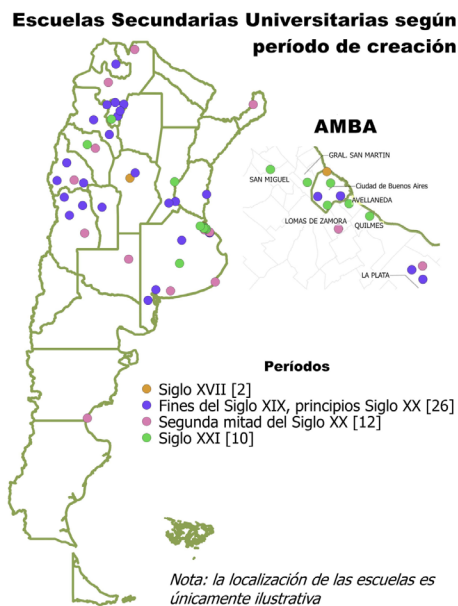 Escuelas Secundarias Universitarias según
período de creación
AMBA
GRAL. SAN MARTIN
SAN MIGUEL
Ciudad de Buenos Aires
AVELLANEDA
LOMAS DE ZAMORA
QUILMES
LA PLATA
Períodos
Siglo XVII [2]
Fines del Siglo XIX, principios Siglo XX [26]
Segunda mitad del Siglo XX [12]
Siglo XXI [10]
Nota: la localización de las escuelas es
únicamente ilustrativa